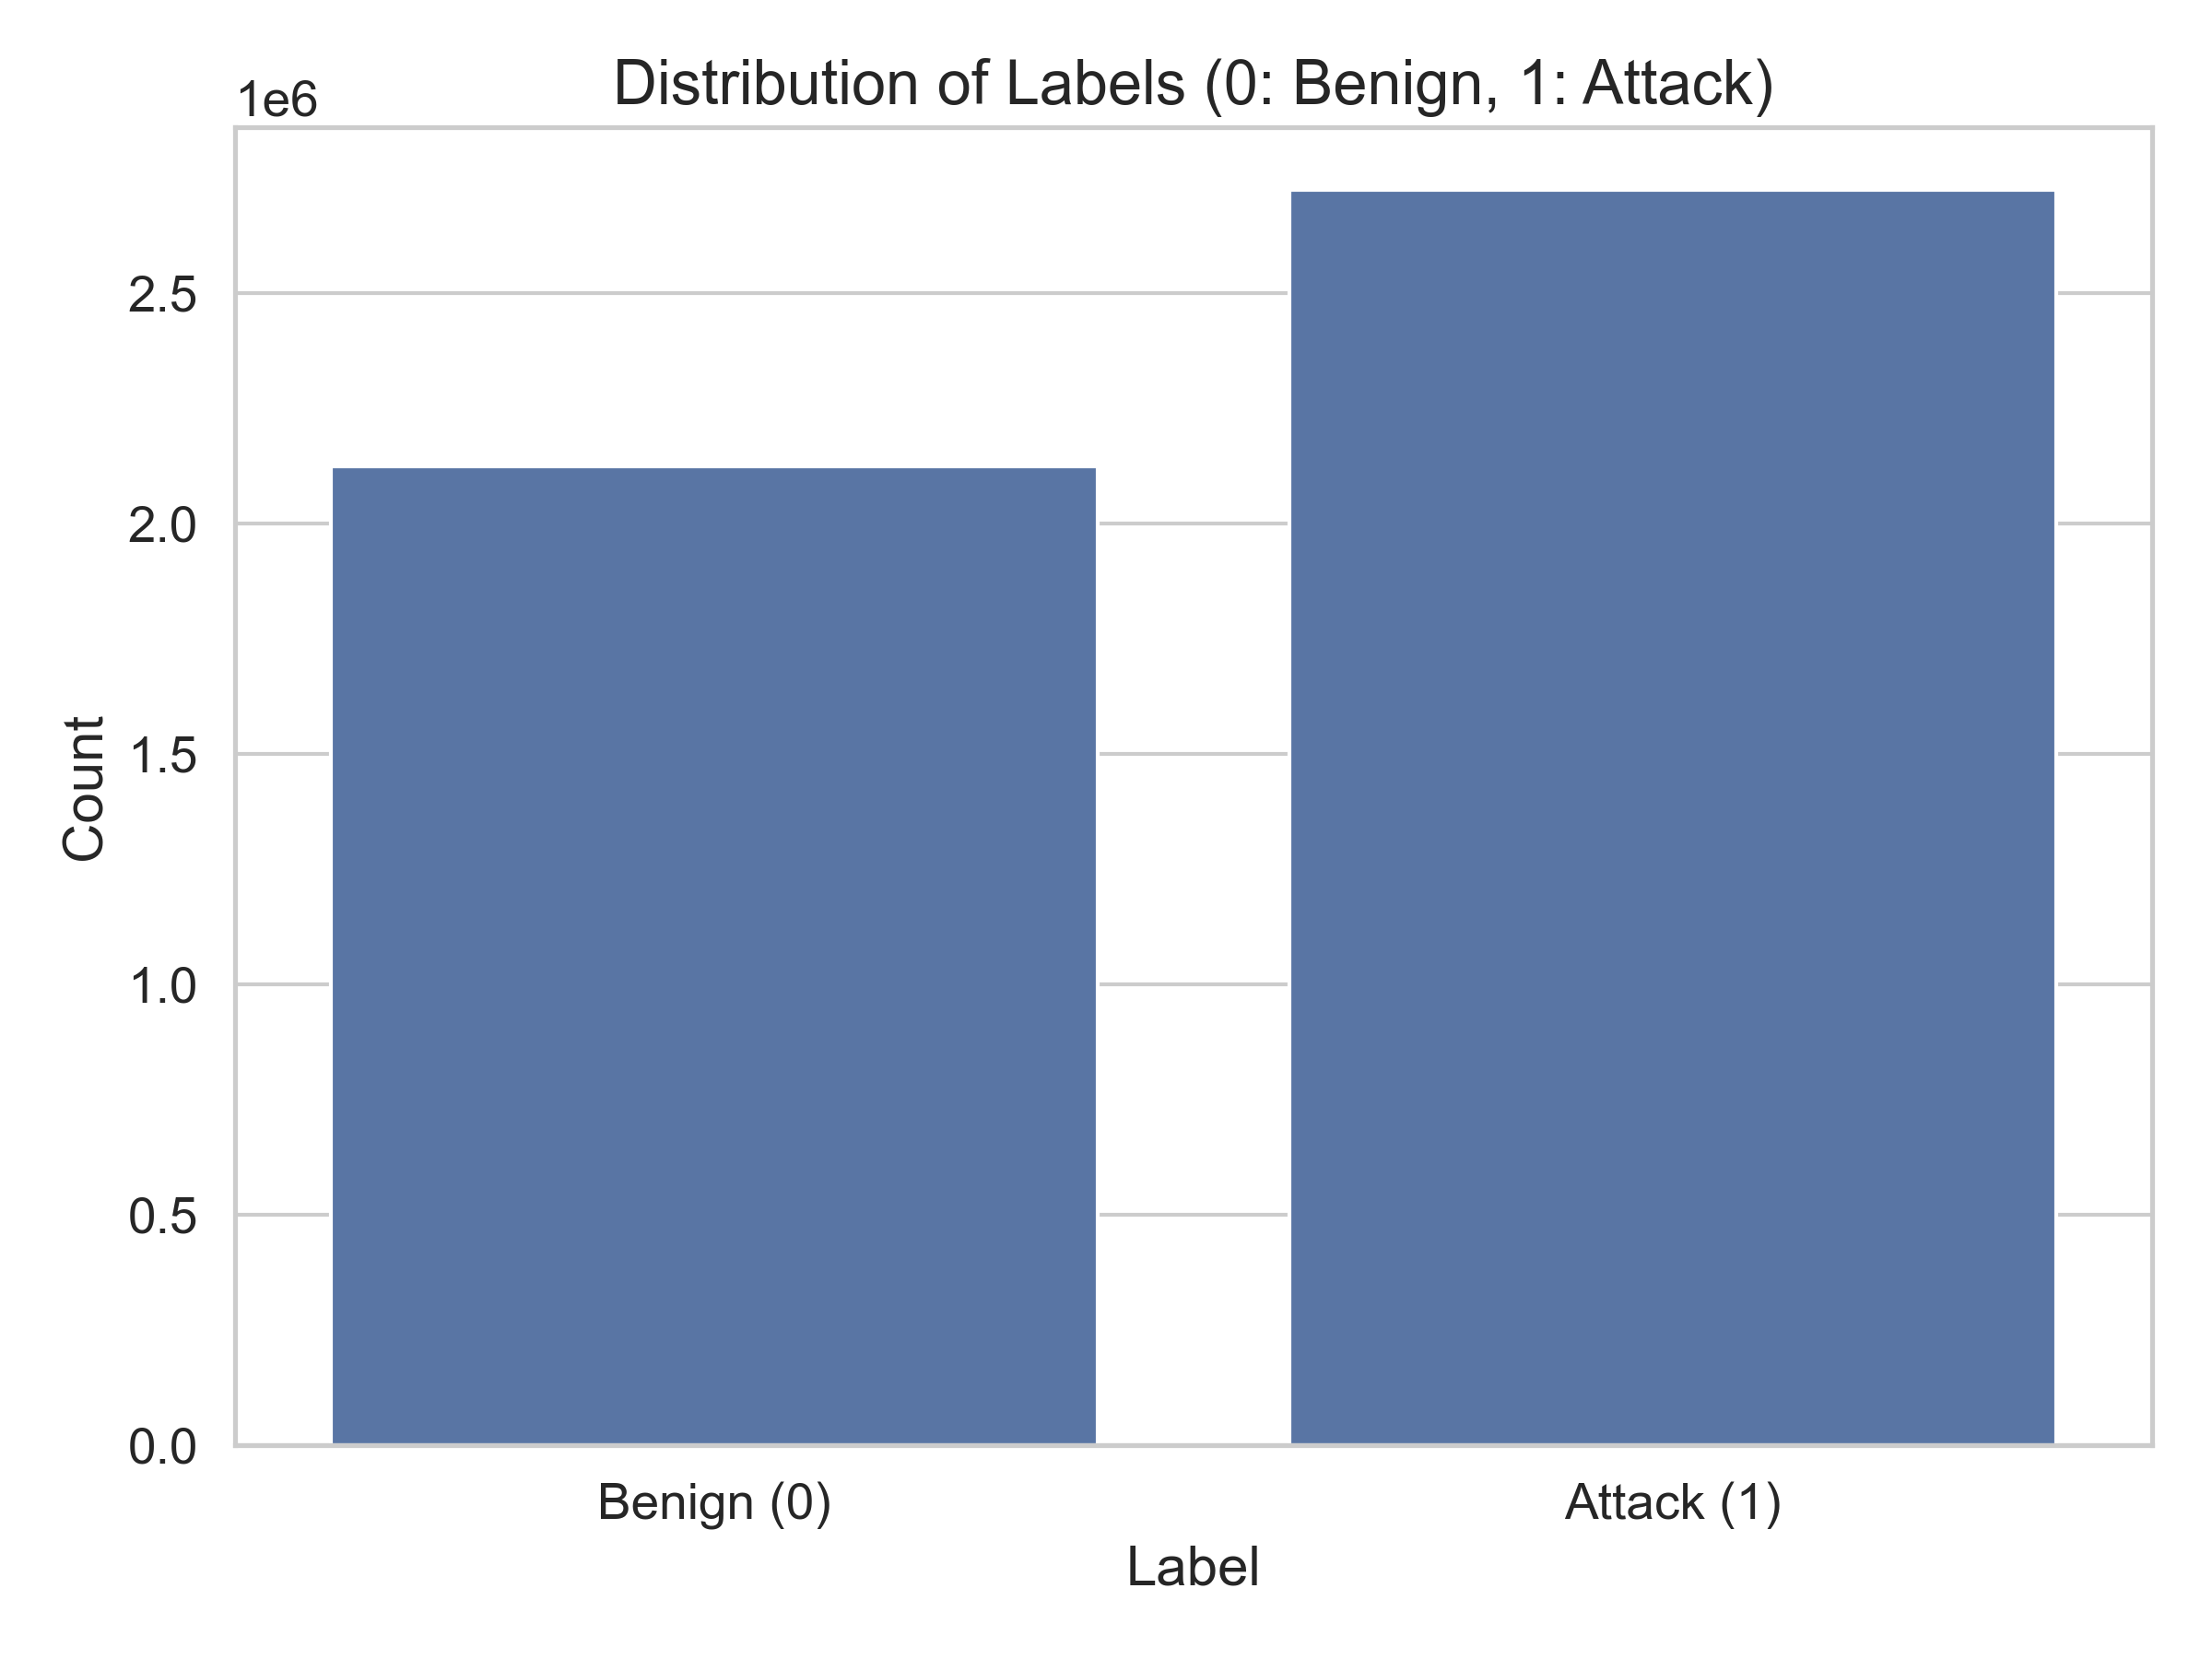 Distribution of Labels (0: Benign, 1: Attack)
1e6
2.5
2.0
1.5
1.0
0.5
0.0
Count
Benign (0)
Attack (1)
Label